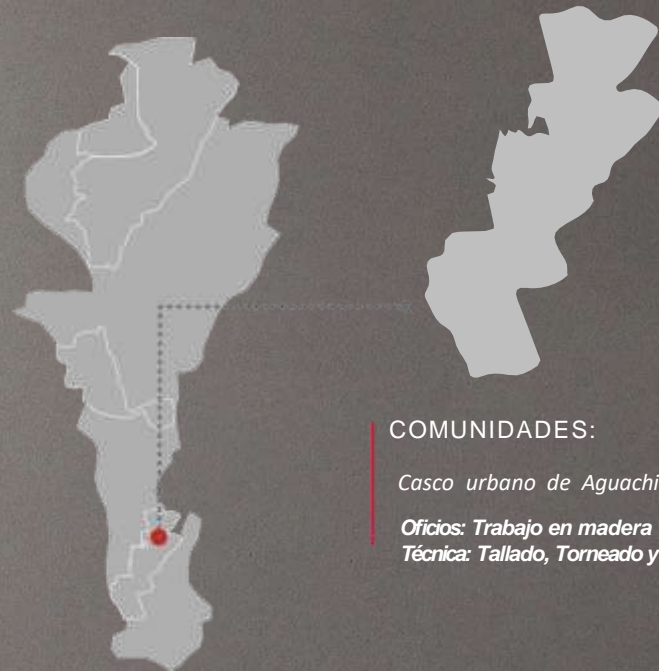 COMUNIDADES:
Casco urbano de Aguachi
Oficios: Trabajo en madera
Técnica: Tallado, Torneado y